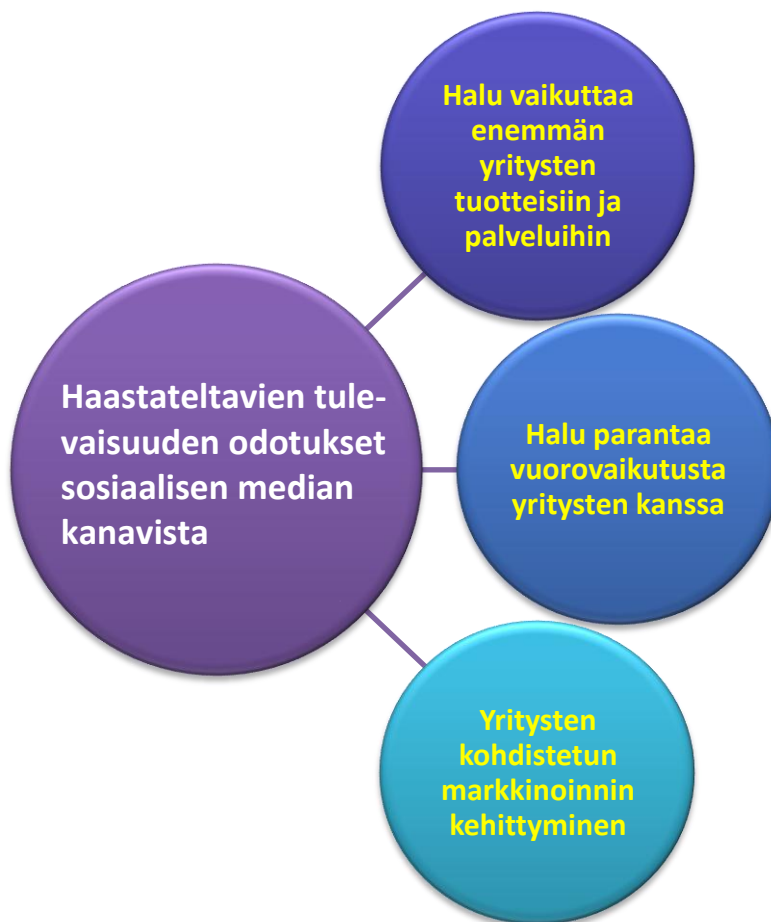 Halu vaikuttaa
enemmän
yritysten
tuotteisiin ja
palveluihin
Haastateltavien tule-
vaisuuden odotukset
sosiaalisen median
kanavista
Halu parantaa
vuorovaikutusta
yritysten kanssa
Yritysten
kohdistetun
markkinoinnin
kehittyminen